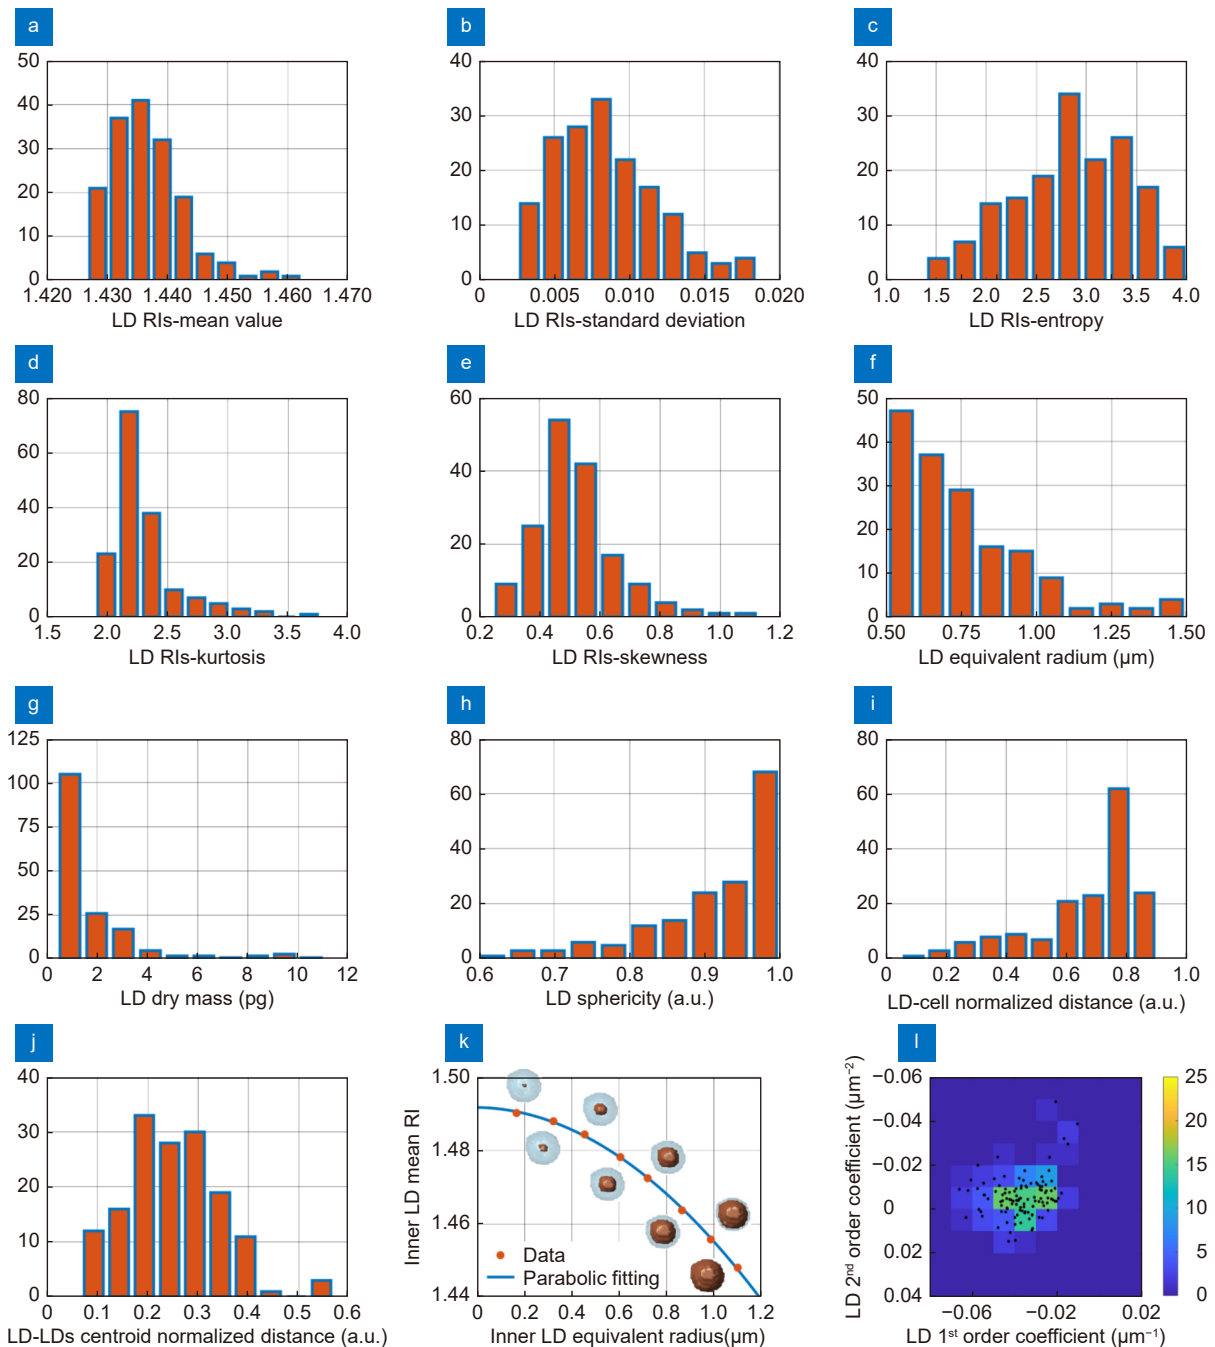 a
b
c
50
40
30
20
10
0
1.420 1.430 1.440 1.450 1.460 1.470
LD RIs-mean value
40
30
20
10
0
0 0.005 0.010 0.015 0.020
LD RIs-standard deviation
40
30
20
10
0
1.0 1.5 2.0 2.5 3.0 3.5 4.0
LD RIs-entropy
d
e
f
80
60
40
20
0
1.5 2.0 2.5 3.0 3.5 4.0
LD RIs-kurtosis
60
40
20
0
0.2 0.4 0.6 0.8 1.0 1.2
LD RIs-skewness
50
40
30
20
10
0
0.50 0.75 1.00 1.25 1.50
LD equivalent radium (μm)
g
h
i
125
100
75
50
25
0
0 2 4 6 8 10 12
LD dry mass (pg)
80
60
40
20
0
0.6 0.7 0.8 0.9 1.0
LD sphericity (a.u.)
80
60
40
20
0
0 0.2 0.4 0.6 0.8 1.0
LD-cell normalized distance (a.u.)
j
k
l
40
30
20
10
0
0.1 0.2 0.3 0.4 0.5 0.6
LD-LDs centroid normalized distance (a.u.)
Inner LD mean RI
1.50
1.48
1.46
1.44
Data
Parabolic fitting
0 0.2 0.4 0.6 0.8 1.0 1.2
Inner LD equivalent radius(μm)
LD 2nd order coefficient (μm−2)
−0.06
−0.04
−0.02
0
0.02
0.04
−0.06 −0.02 0.02
LD 1st order coefficient (μm−1)
25
20
15
10
5
0